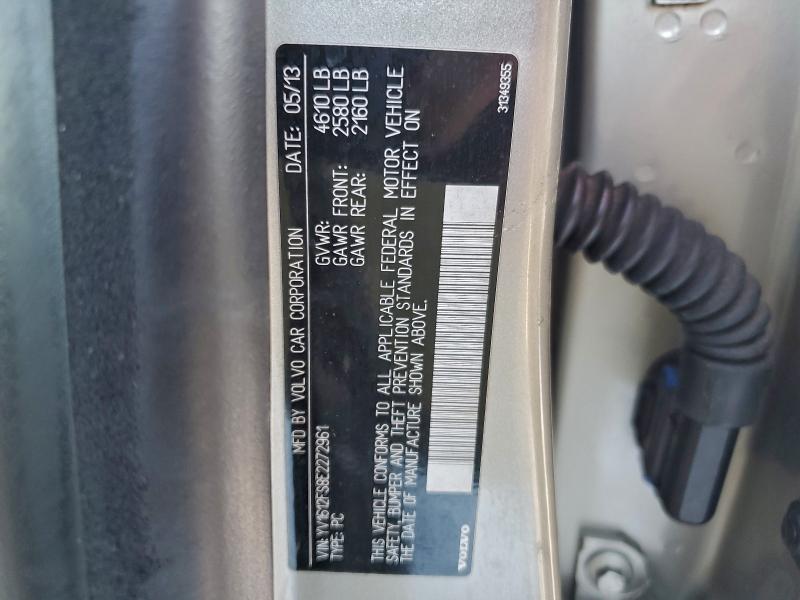 MFD BY VOLVO CAR CORPORATION DATE: 05/13
VIN: YV1612FS8E2272961 GVWR: 4610 LB
TYPE: PC GAWR FRONT: 2580 LB
GAWR REAR: 2160 LB
THIS VEHICLE CONFORMS TO ALL APPLICABLE FEDERAL MOTOR VEHICLE
SAFETY, BUMPER AND THEFT PREVENTION STANDARDS IN EFFECT ON
THE DATE OF MANUFACTURE SHOWN ABOVE.
VOLVO 31349355